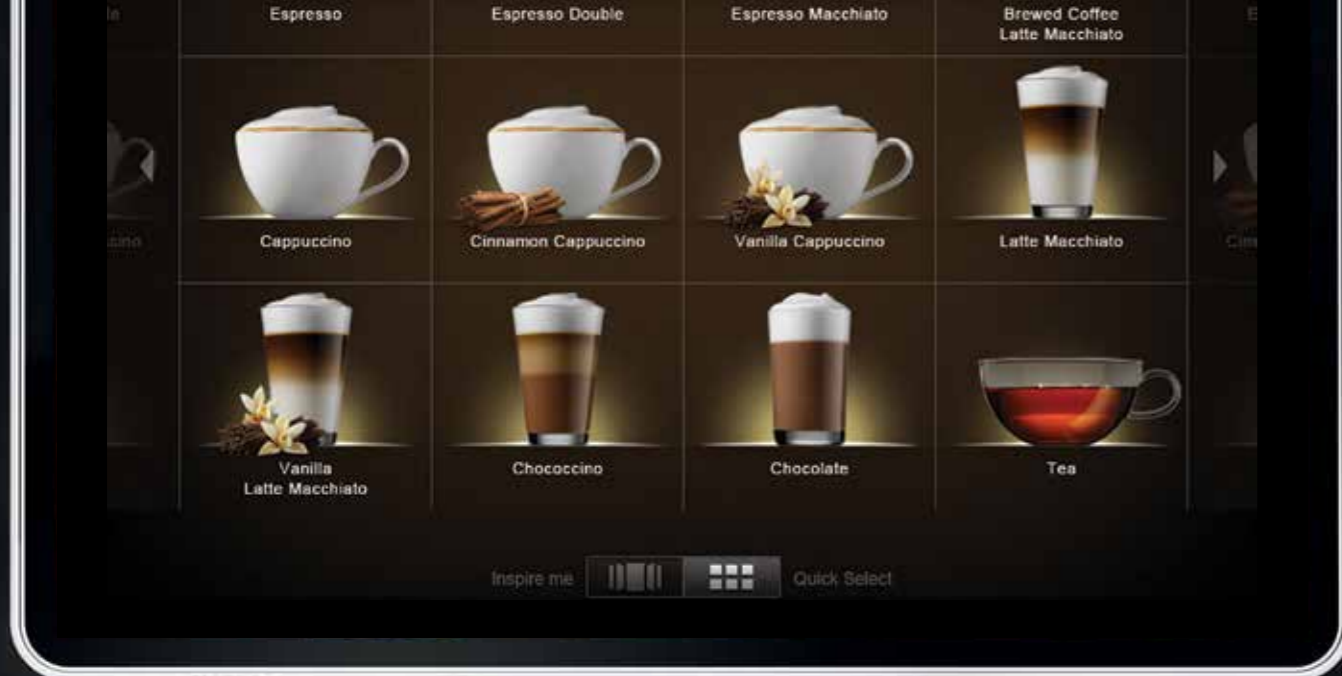 Espresso
Espresso Double
Espresso Macchiato
Brewed Coffee
Latte Macchiato
Cappuccino
Cinnamon Cappuccino
Vanilla Cappuccino
Latte Macchiato
Vanilla
Latte Macchiato
Chococcino
Chocolate
Tea
Inspire me
Quick Select